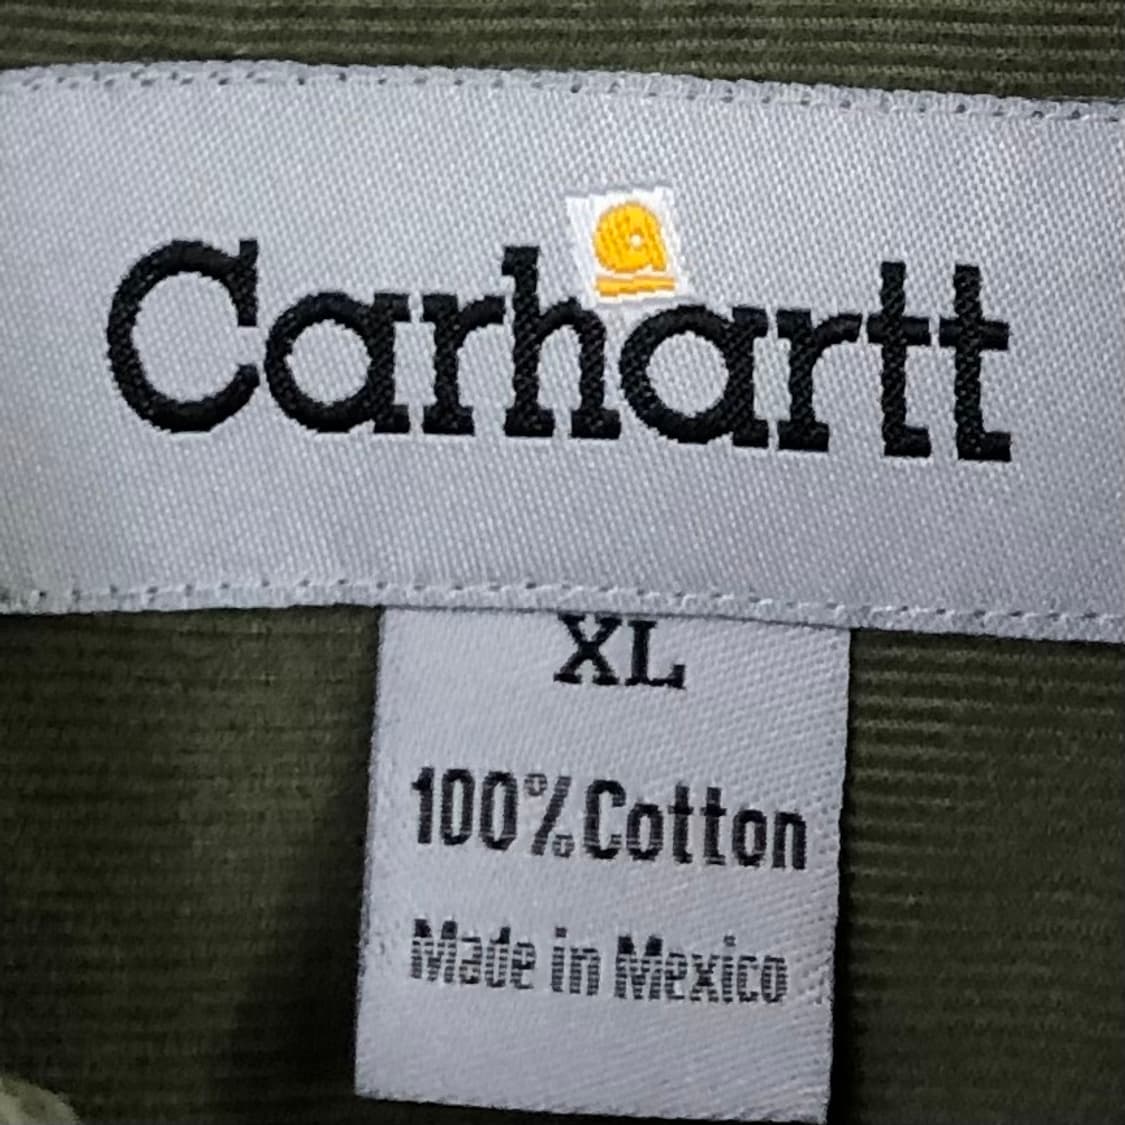 Carhartt
XL
100% Cotton
Made in Mexico